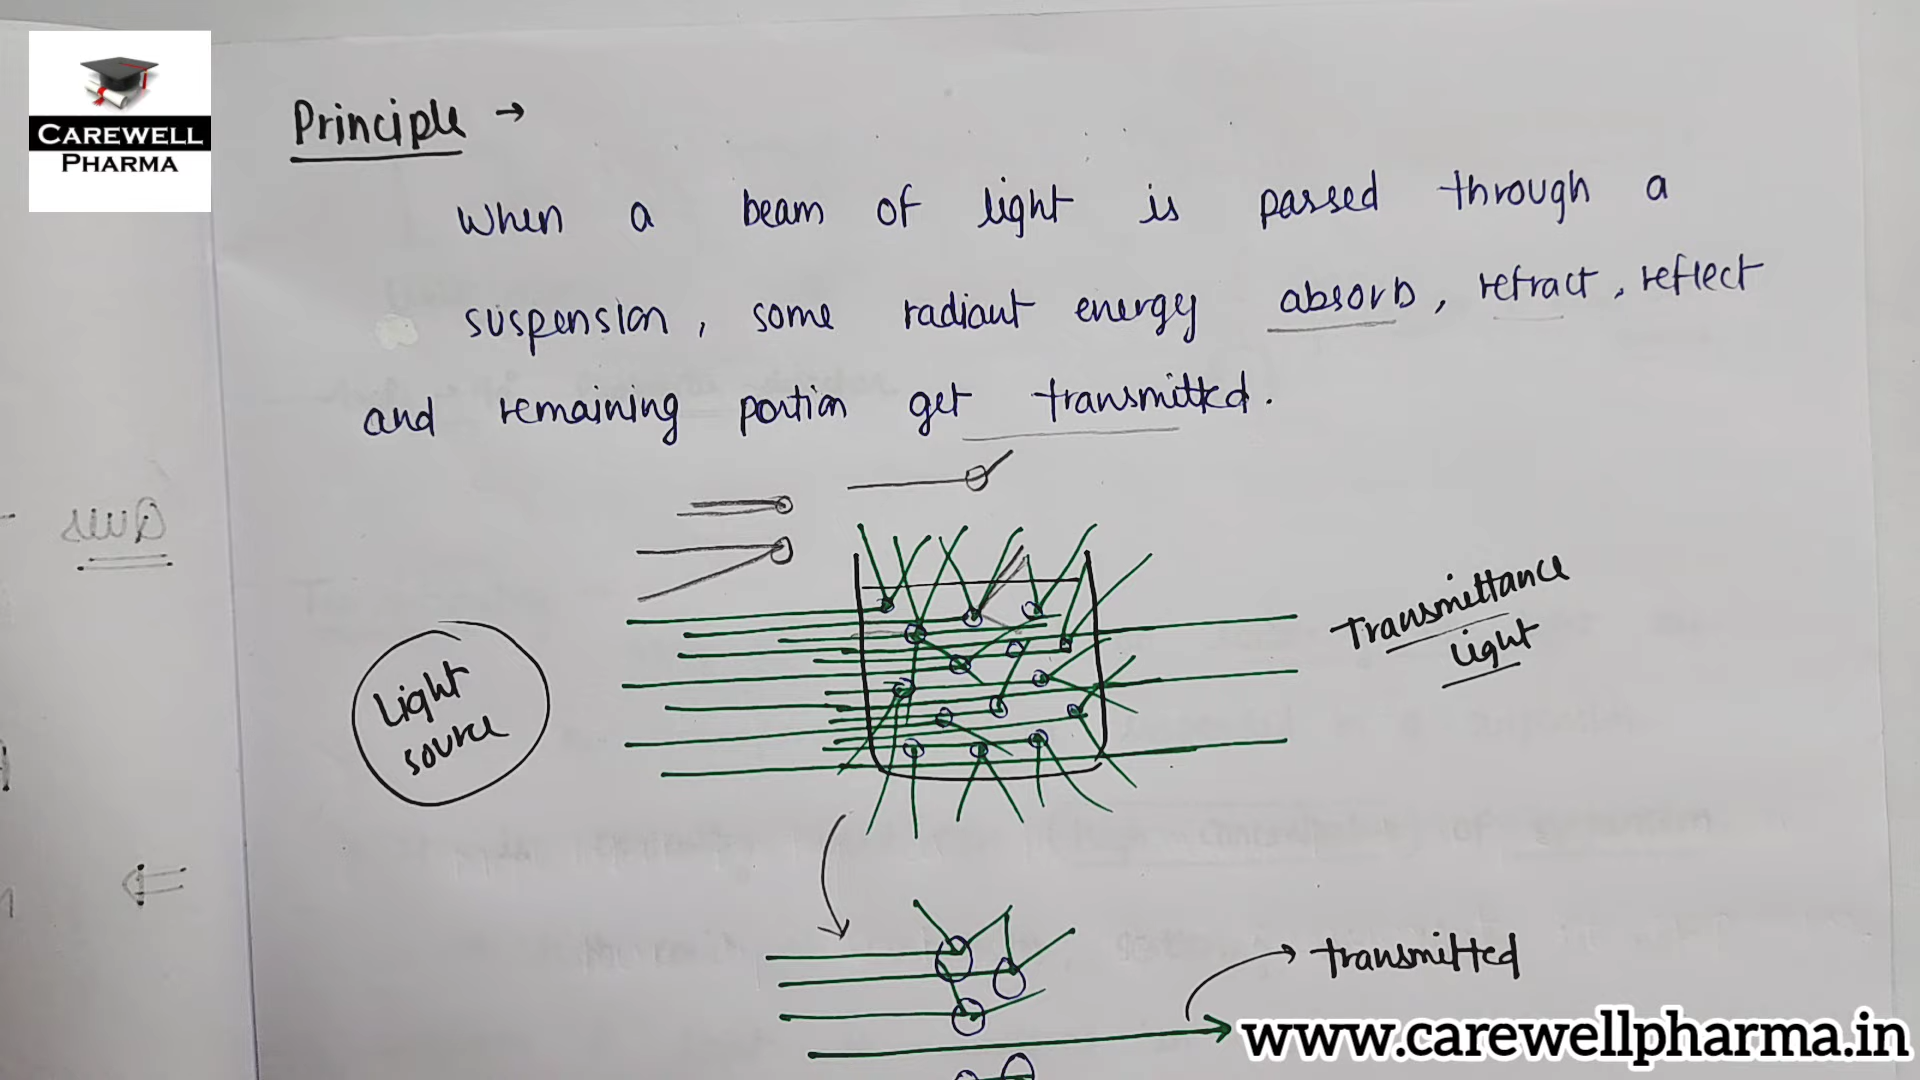 CAREWELL
PHARMA
Principle →
When a beam of light is passed through a
suspension, some radiant energy absorb, refract, reflect
and remaining portion get transmitted.
Light
source
Transmittance
Light
transmitted
www.carewellpharma.in